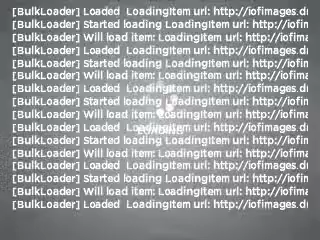 [BulkLoader] Loaded LoadingItem url: http://iofimages.d
[BulkLoader] Started loading LoadingItem url: http://iofin
[BulkLoader] Will load item: LoadingItem url: http://iofima
[BulkLoader] Loaded LoadingItem url: http://iofimages.d
[BulkLoader] Started loading LoadingItem url: http://iofin
[BulkLoader] Will load item: LoadingItem url: http://iofima
[BulkLoader] Loaded LoadingItem url: http://iofimages.d
[BulkLoader] Started loading LoadingItem url: http://iofin
[BulkLoader] Will load item: LoadingItem url: http://iofima
[BulkLoader] Loaded LoadingItem url: http://iofimages.d
LOADING
[BulkLoader] Started loading LoadingItem url: http://iofin
[BulkLoader] Will load item: LoadingItem url: http://iofima
[BulkLoader] Loaded LoadingItem url: http://iofimages.d
[BulkLoader] Started loading LoadingItem url: http://iofin
[BulkLoader] Will load item: LoadingItem url: http://iofima
[BulkLoader] Loaded LoadingItem url: http://iofimages.d